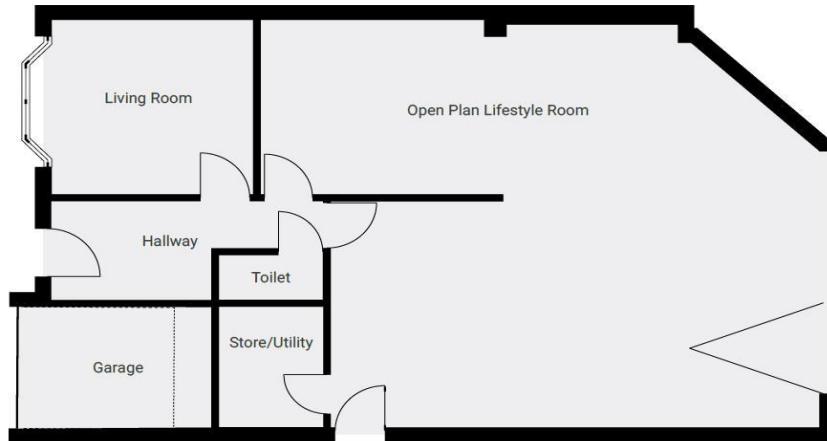 Living Room
Open Plan Lifestyle Room
Hallway
Toilet
Store/Utility
Garage